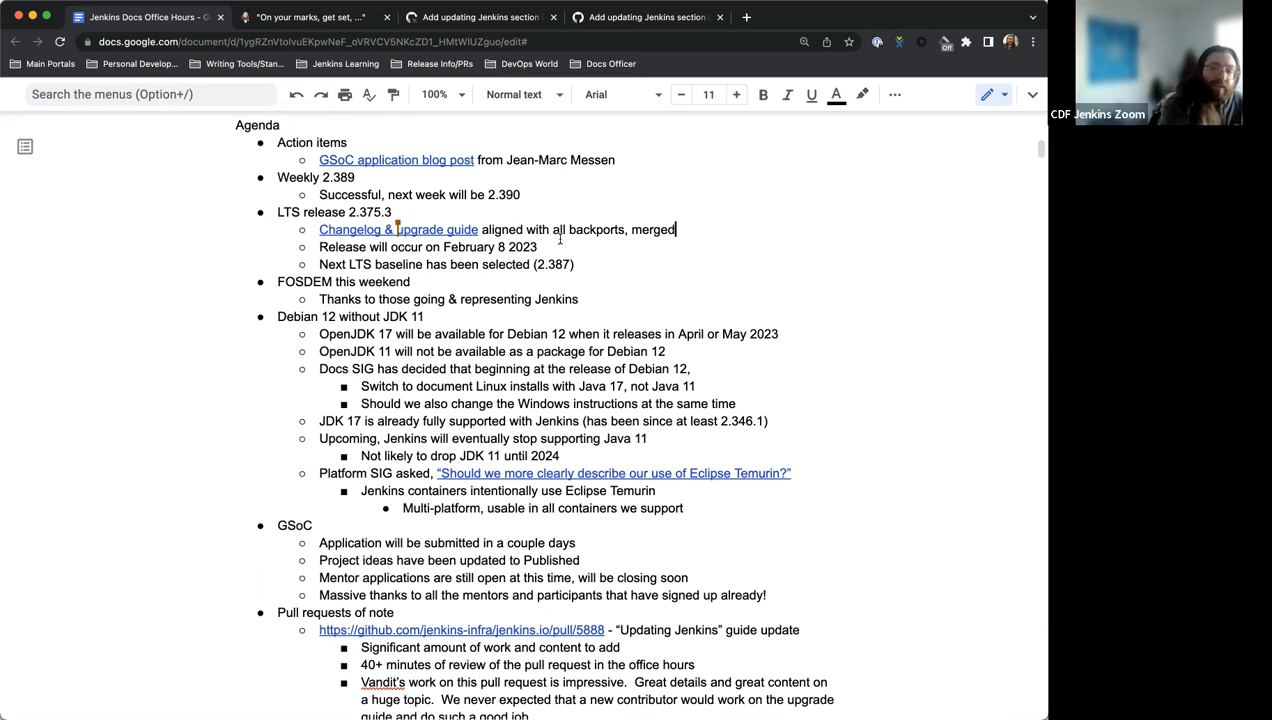 Jenkins Docs Office Hours - G
"On your marks, get set, ..."
Add updating Jenkins section
Add updating Jenkins section
docs.google.com/document/d/1ygRZnVtolvuEKpwNeF_oVRVCV5NKcZD1_HMtWlUZguo/edit#
Off
Main Portals
Personal Develop...
Writing Tools/Stan...
Jenkins Learning
Release Info/PRs
DevOps World
Docs Officer
Search the menus (Option+/)
100%
Normal text
Arial
11
B I U A
CDF Jenkins Zoom
Agenda
● Action items
○ GSoC application blog post from Jean-Marc Messen
● Weekly 2.389
○ Successful, next week will be 2.390
● LTS release 2.375.3
○ Changelog & upgrade guide aligned with all backports, merged
○ Release will occur on February 8 2023
○ Next LTS baseline has been selected (2.387)
● FOSDEM this weekend
○ Thanks to those going & representing Jenkins
● Debian 12 without JDK 11
○ OpenJDK 17 will be available for Debian 12 when it releases in April or May 2023
○ OpenJDK 11 will not be available as a package for Debian 12
○ Docs SIG has decided that beginning at the release of Debian 12,
■ Switch to document Linux installs with Java 17, not Java 11
■ Should we also change the Windows instructions at the same time
○ JDK 17 is already fully supported with Jenkins (has been since at least 2.346.1)
○ Upcoming, Jenkins will eventually stop supporting Java 11
■ Not likely to drop JDK 11 until 2024
○ Platform SIG asked, “Should we more clearly describe our use of Eclipse Temurin?”
■ Jenkins containers intentionally use Eclipse Temurin
● Multi-platform, usable in all containers we support
● GSoC
○ Application will be submitted in a couple days
○ Project ideas have been updated to Published
○ Mentor applications are still open at this time, will be closing soon
○ Massive thanks to all the mentors and participants that have signed up already!
● Pull requests of note
○ https://github.com/jenkins-infra/jenkins.io/pull/5888 - “Updating Jenkins” guide update
■ Significant amount of work and content to add
■ 40+ minutes of review of the pull request in the office hours
■ Vandit's work on this pull request is impressive. Great details and great content on
a huge topic. We never expected that a new contributor would work on the upgrade
guide and do such a good job